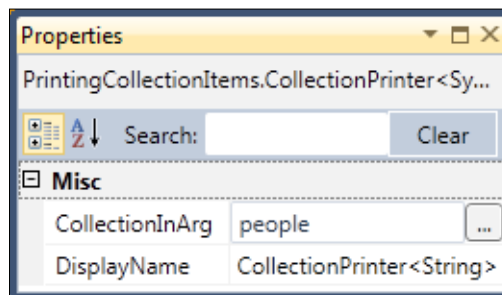 Properties
PrintingCollectionItems.CollectionPrinter<Sy...
A Z Search: Clear
Misc
CollectionInArg people ...
DisplayName CollectionPrinter<String>